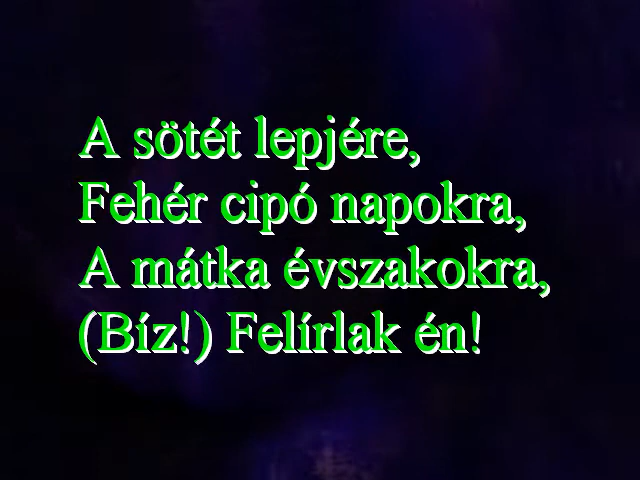 A sötét lepjére,
Fehér cipó napokra,
A mátka évszakokra,
(Bíz!) Felírlak én!